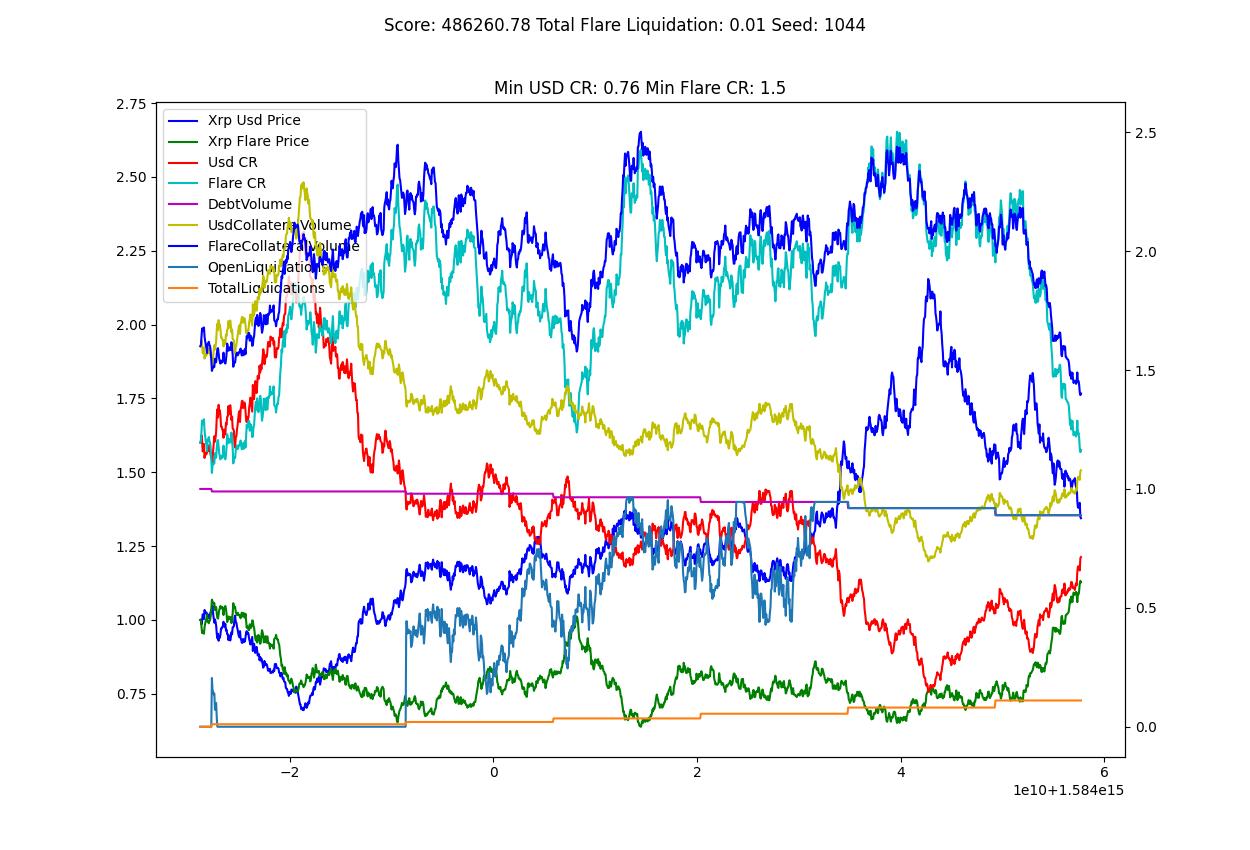 Score: 486260.78 Total Flare Liquidation: 0.01 Seed: 1044
Min USD CR: 0.76 Min Flare CR: 1.5
Xrp Usd Price
Xrp Flare Price
Usd CR
Flare CR
DebtVolume
UsdCollateralVolume
FlareCollateralVolume
OpenLiquidations
TotalLiquidations
2.75
2.50
2.25
2.00
1.75
1.50
1.25
1.00
0.75
2.5
2.0
1.5
1.0
0.5
0.0
−2
0
2
4
6
1e10+1.584e15